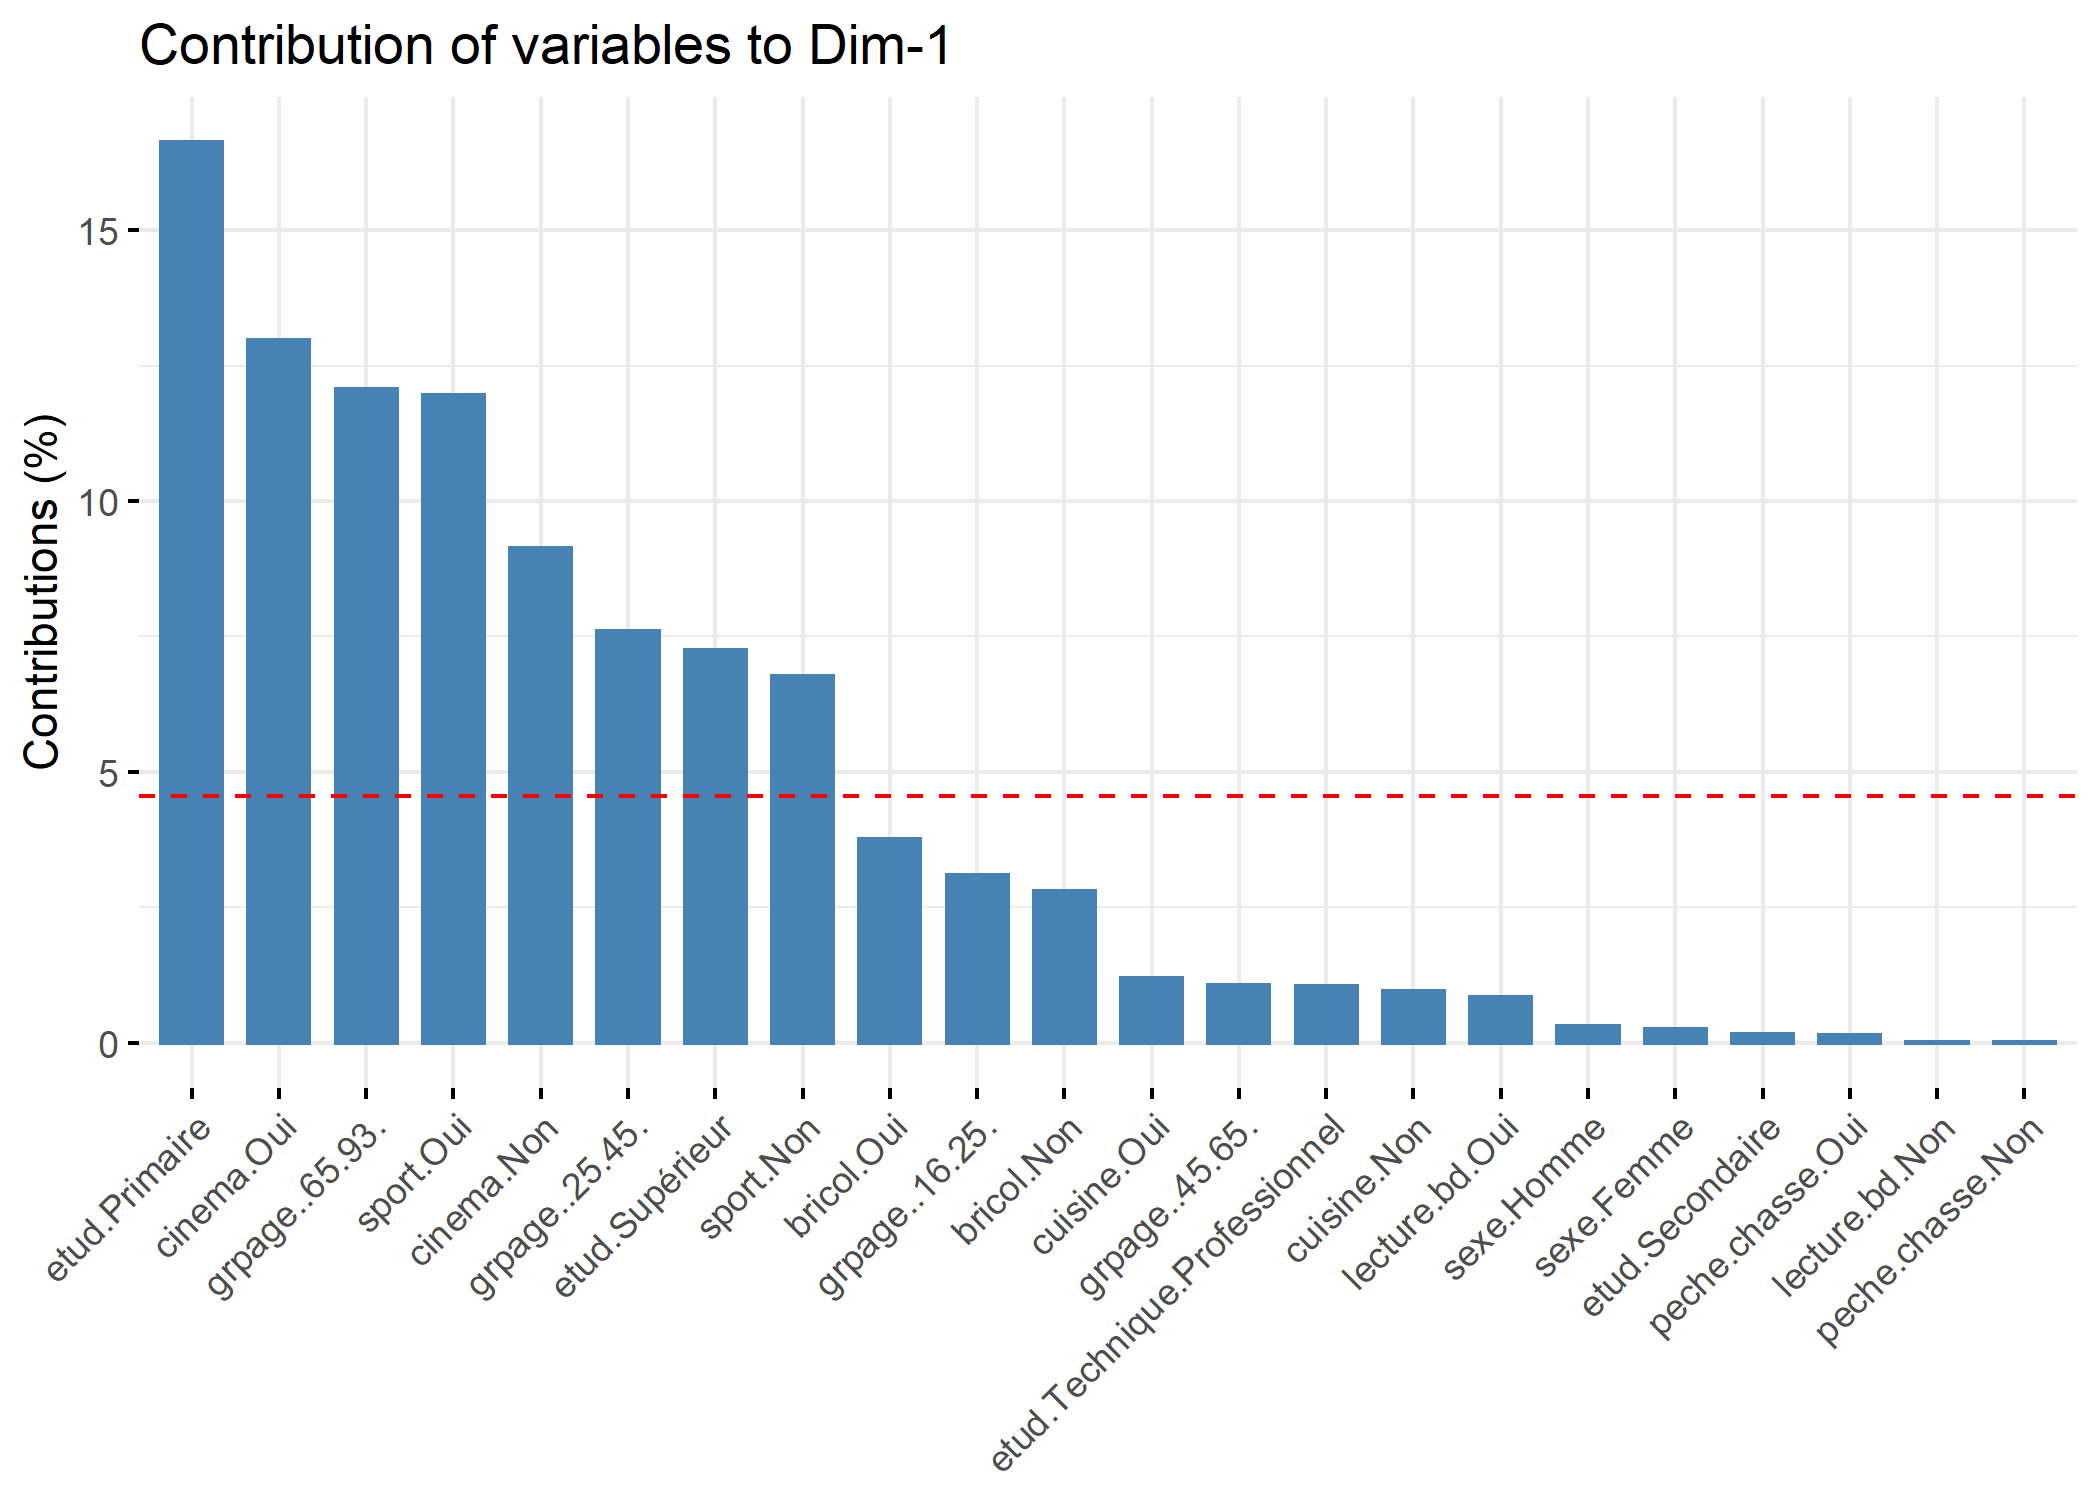 Contribution of variables to Dim-1
Contributions (%)
15
10
5
0
etud.Primaire
cinema.Oui
grpage..65.93.
sport.Oui
cinema.Non
grpage..25.45.
etud.Supérieur
sport.Non
bricol.Oui
grpage..16.25.
bricol.Non
cuisine.Oui
grpage..45.65.
etud.Technique.Professionnel
cuisine.Non
lecture.bd.Oui
sexe.Homme
sexe.Femme
etud.Secondaire
peche.chasse.Oui
lecture.bd.Non
peche.chasse.Non